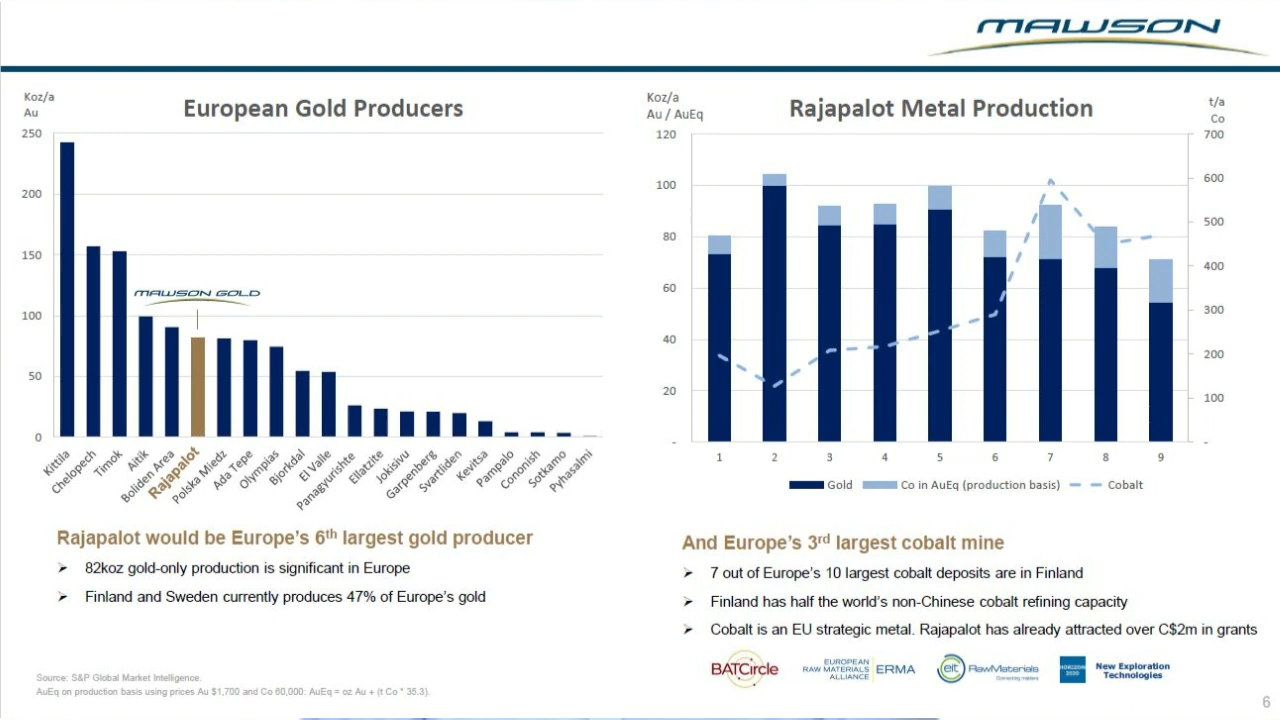 MAWSON
Koz/a
Au
European Gold Producers
250
200
150
100
50
0
MAWSON GOLD
Kittila
Chelopech
Timok
Aitik
Boliden Area
Rajapalot
Polska Miedz
Ada Tepe
Olympias
Bjorkdal
El Valle
Panagyurishte
Ellatzite
Jokisivu
Garpenberg
Svartliden
Kevitsa
Pampalo
Cononish
Sotkamo
Pyhasalmi
Rajapalot would be Europe's 6th largest gold producer
➢ 82koz gold-only production is significant in Europe
➢ Finland and Sweden currently produces 47% of Europe's gold
Koz/a
Au / AuEq
Rajapalot Metal Production
t/a
Co
120
100
80
60
40
20
-
700
600
500
400
300
200
100
-
1 2 3 4 5 6 7 8 9
Gold Co in AuEq (production basis) Cobalt
And Europe's 3rd largest cobalt mine
➢ 7 out of Europe's 10 largest cobalt deposits are in Finland
➢ Finland has half the world's non-Chinese cobalt refining capacity
➢ Cobalt is an EU strategic metal. Rajapalot has already attracted over C$2m in grants
BATCircle
EUROPEAN
RAW MATERIALS
ALLIANCE
ERMA
eit RawMaterials
Connecting matters
HORIZON
2020
New Exploration
Technologies
Source: S&P Global Market Intelligence.
AuEq on production basis using prices Au $1,700 and Co 60,000: AuEq = oz Au + (t Co * 35.3).
6